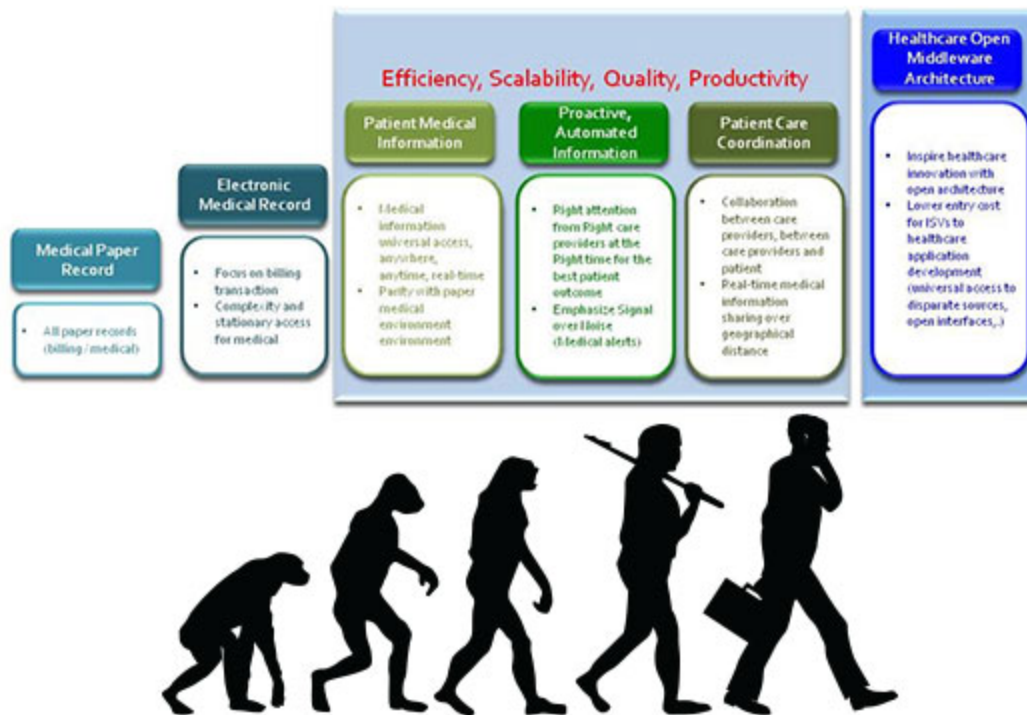 Medical Paper
Record
All paper records
(billing / medical)
Electronic
Medical Record
Focus on billing
transaction
Complexity and
stationary access
for medical
Efficiency, Scalability, Quality, Productivity
Patient Medical
Information
Medical
information
universal access,
anywhere,
anytime, real-time
Parity with paper
medical
environment
Proactive,
Automated
Information
Right attention
from Right care
providers at the
Right time for the
best patient
outcome
Emphasize Signal
over Noise
(Medical alerts)
Patient Care
Coordination
Collaboration
between care
providers, between
care providers and
patient
Real-time medical
information
sharing over
geographical
distance
Healthcare Open
Middleware
Architecture
Inspire healthcare
innovation with
open architecture
Lower entry cost
for ISVs to
healthcare
application
development
(universal access to
disparate sources,
open interfaces,.)